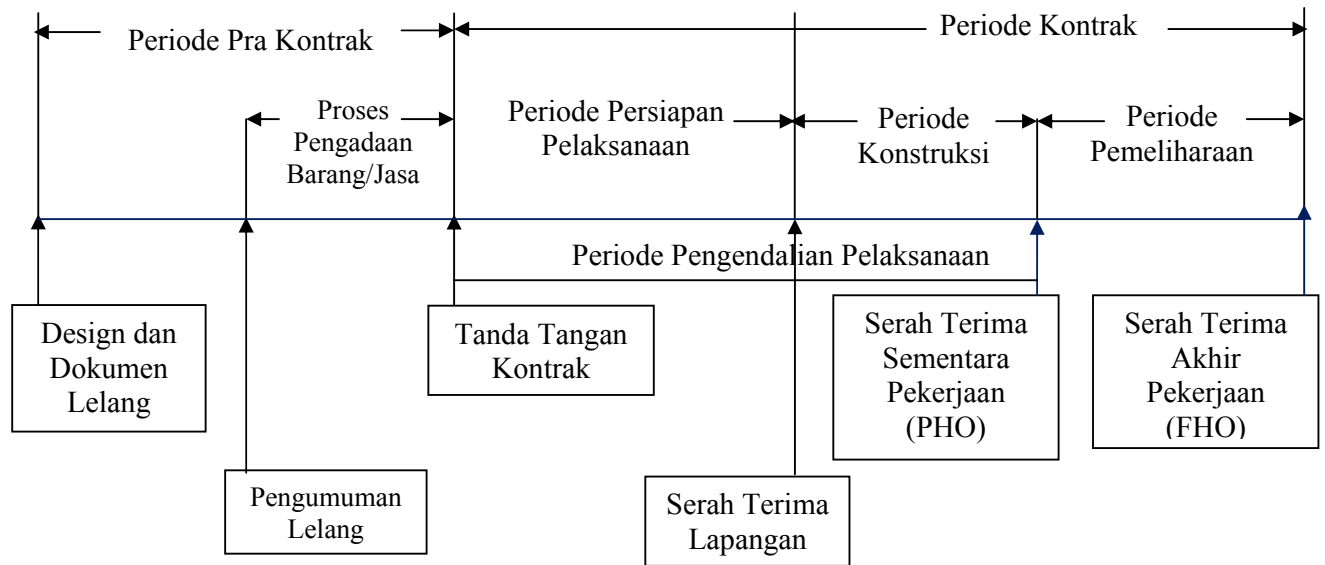 Periode Pra Kontrak
Periode Kontrak
Proses
Pengadaan
Barang/Jasa
Periode Persiapan
Pelaksanaan
Periode
Konstruksi
Periode
Pemeliharaan
Periode Pengendalian Pelaksanaan
Design dan
Dokumen
Lelang
Tanda Tangan
Kontrak
Serah Terima
Sementara
Pekerjaan
(PHO)
Serah Terima
Akhir
Pekerjaan
(FHO)
Pengumuman
Lelang
Serah Terima
Lapangan